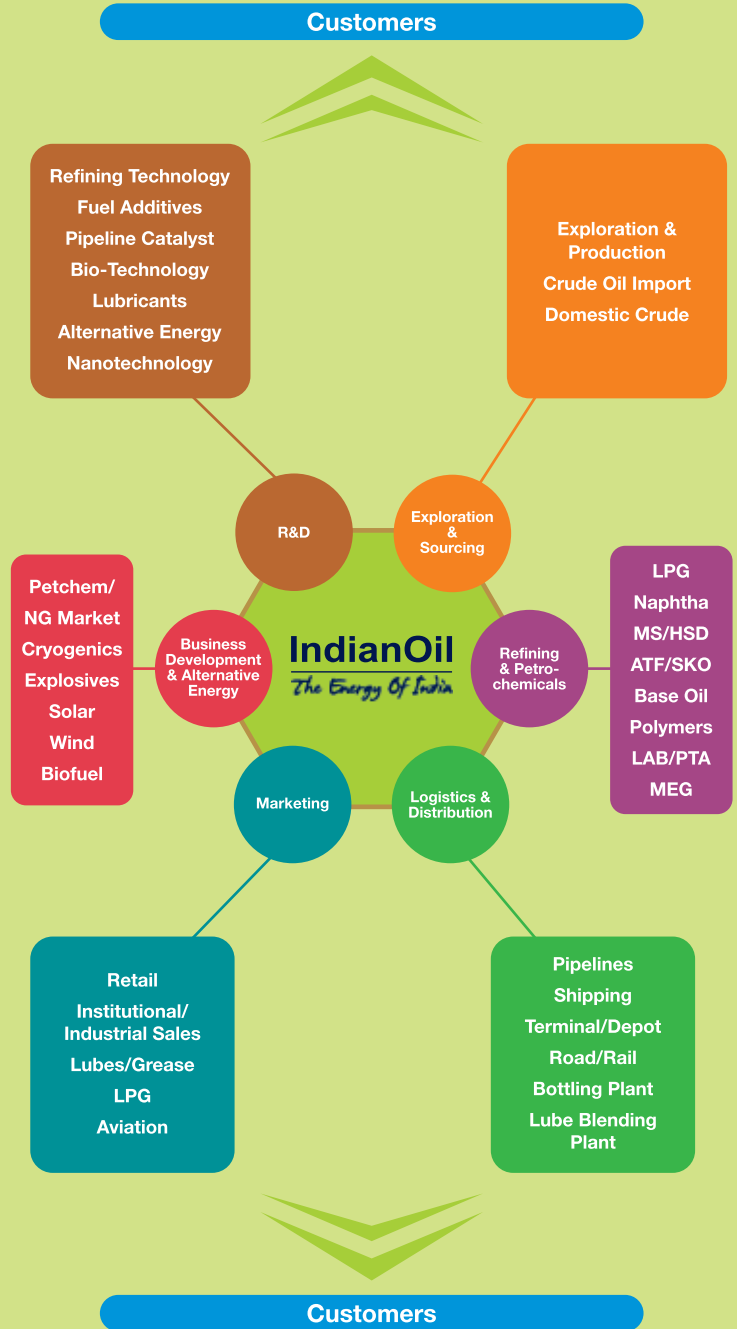 Customers
Refining Technology
Fuel Additives
Pipeline Catalyst
Bio-Technology
Lubricants
Alternative Energy
Nanotechnology
Exploration &
Production
Crude Oil Import
Domestic Crude
R&D
Exploration
&
Sourcing
Petchem/
NG Market
Cryogenics
Explosives
Solar
Wind
Biofuel
Business
Development
& Alternative
Energy
IndianOil
The Energy Of India
Refining
& Petro-
chemicals
LPG
Naphtha
MS/HSD
ATF/SKO
Base Oil
Polymers
LAB/PTA
MEG
Marketing
Logistics &
Distribution
Retail
Institutional/
Industrial Sales
Lubes/Grease
LPG
Aviation
Pipelines
Shipping
Terminal/Depot
Road/Rail
Bottling Plant
Lube Blending
Plant
Customers